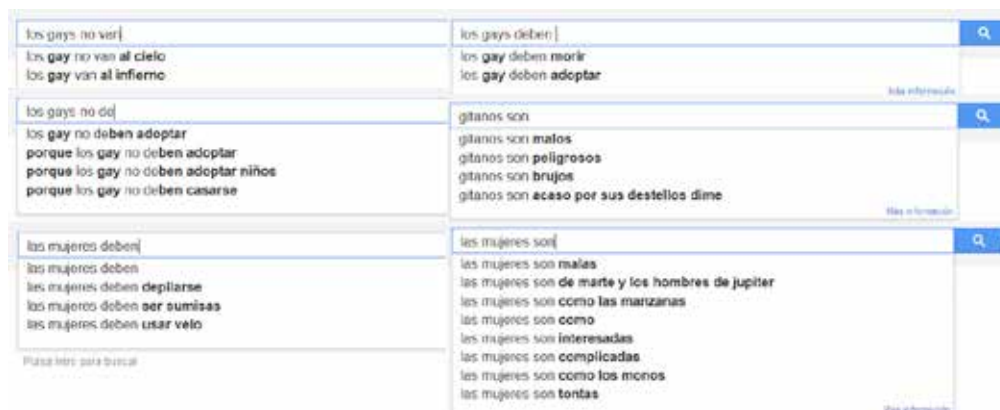 los gays no van
los gay no van al cielo
los gay van al infierno
los gays deben
los gay deben morir
los gay deben adoptar
Más información
los gays no de
los gay no deben adoptar
porque los gay no deben adoptar
porque los gay no deben adoptar niños
porque los gay no deben casarse
gitanos son
gitanos son malos
gitanos son peligrosos
gitanos son brujos
gitanos son acaso por sus destellos dime
Más información
las mujeres deben
las mujeres deben
las mujeres deben depilarse
las mujeres deben ser sumisas
las mujeres deben usar velo
Pulsa Intro para buscar
las mujeres son
las mujeres son malas
las mujeres son de marte y los hombres de jupiter
las mujeres son como las manzanas
las mujeres son como
las mujeres son interesadas
las mujeres son complicadas
las mujeres son como los monos
las mujeres son tontas
Más información